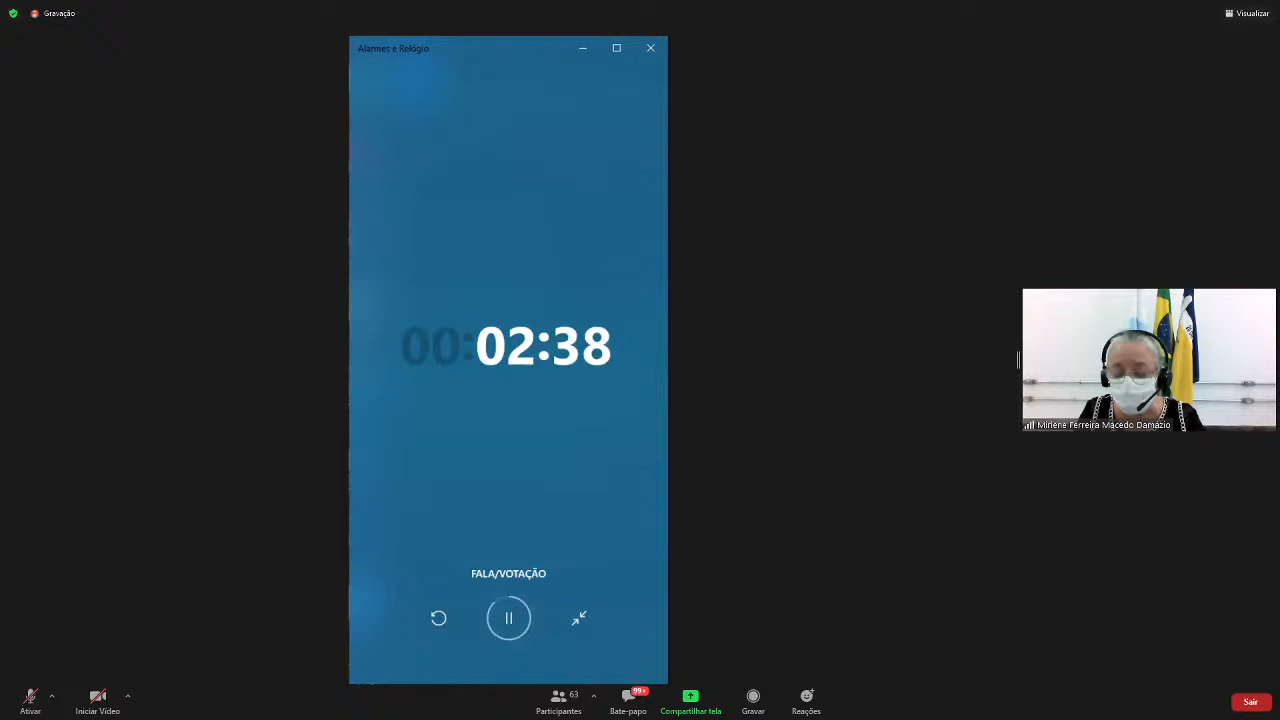 Gravação
Visualizar
Alarmes e Relógio
00:02:38
FALA/VOTAÇÃO
Mirlene Ferreira Macedo Damázio
63
99+
Ativar
Iniciar Vídeo
Participantes
Bate-papo
Compartilhar tela
Gravar
Reações
Sair